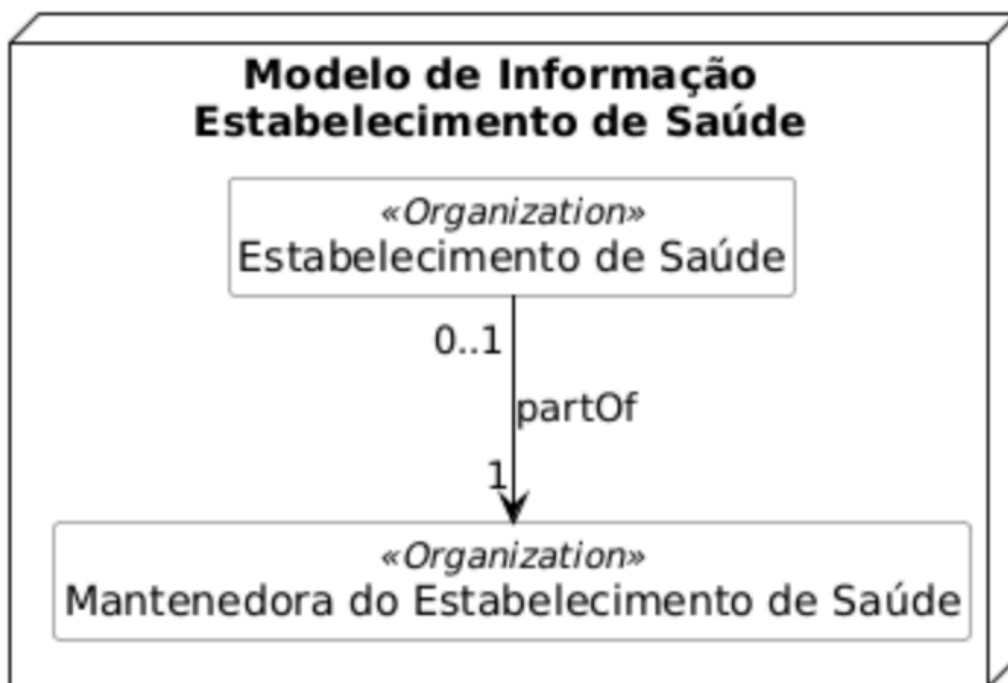 Modelo de Informação
Estabelecimento de Saúde
«Organization»
Estabelecimento de Saúde
0..1
partOf
1
«Organization»
Mantenedora do Estabelecimento de Saúde